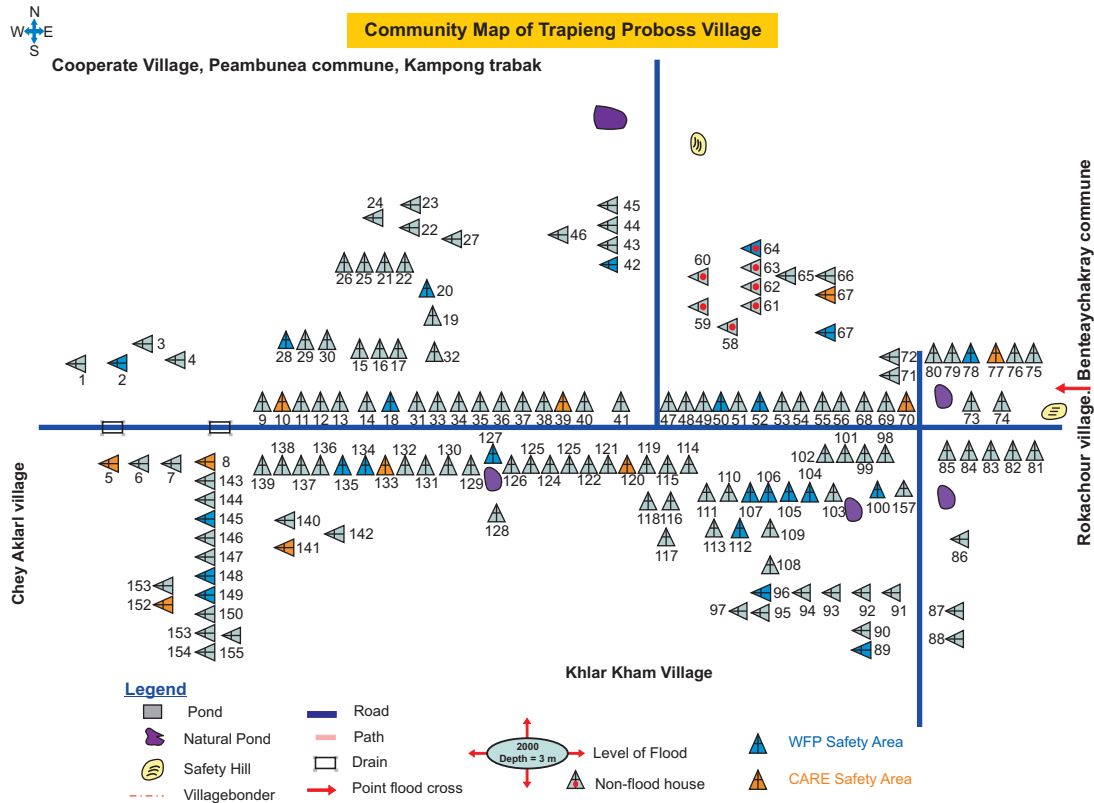 N
W E
S
Community Map of Trapieng Proboss Village
Cooperate Village, Peambunea commune, Kampong trabak
24 23
22
27
26 25 21 22
20
19
28 29 30
15 16 17 32
1 2 3 4
45
44
43
42
46
64
63
62
61
60
59
58
65 66
67
67
72
71
80 79 78 77 76 75
73 74
9 10 11 12 13 14 18 31 33 34 35 36 37 38 39 40 41
47 48 49 50 51 52 53 54 55 56 68 69 70
Chey Aklarl village
Rokachour village. Benteaychakray commune
5 6 7 8
138 136 134 132 130 127 125 125 121 119 114
139 137 135 133 131 129 126 124 122 120 115
128
101 98
102 99
85 84 83 82 81
143
144
145
146
147
148
149
150
153
154 155
153
152
140
141
142
118 116
117
110 106 104
111 107 105 103 100 157
113 112 109
108
96 94 93 92 91
97 95
90
89
86
87
88
Khlar Kham Village
Legend
Pond
Natural Pond
Safety Hill
Villagebonder
Road
Path
Drain
Point flood cross
2000
Depth = 3 m
Level of Flood
Non-flood house
WFP Safety Area
CARE Safety Area